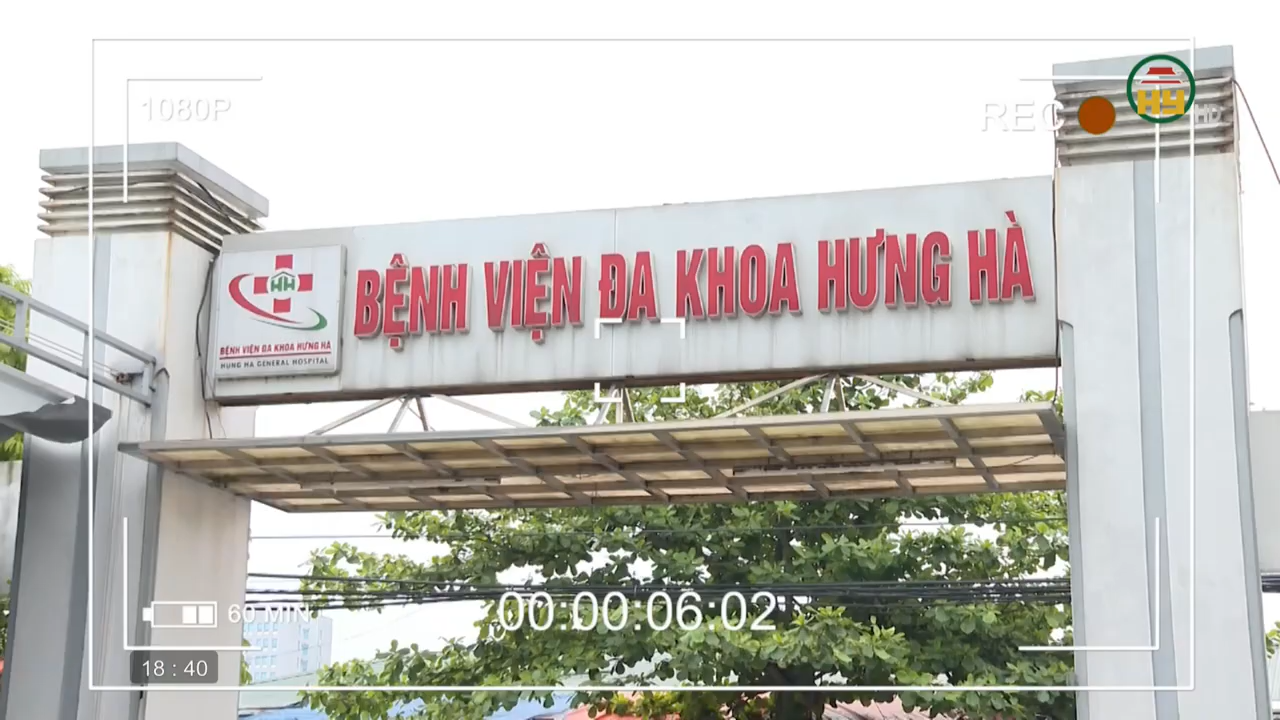 1080P
REC
HY
HD
BỆNH VIỆN ĐA KHOA HƯNG HÀ
HH
BỆNH VIỆN ĐA KHOA HƯNG HÀ
HUNG HA GENERAL HOSPITAL
60 MIN
00:00:06:02
18 : 40